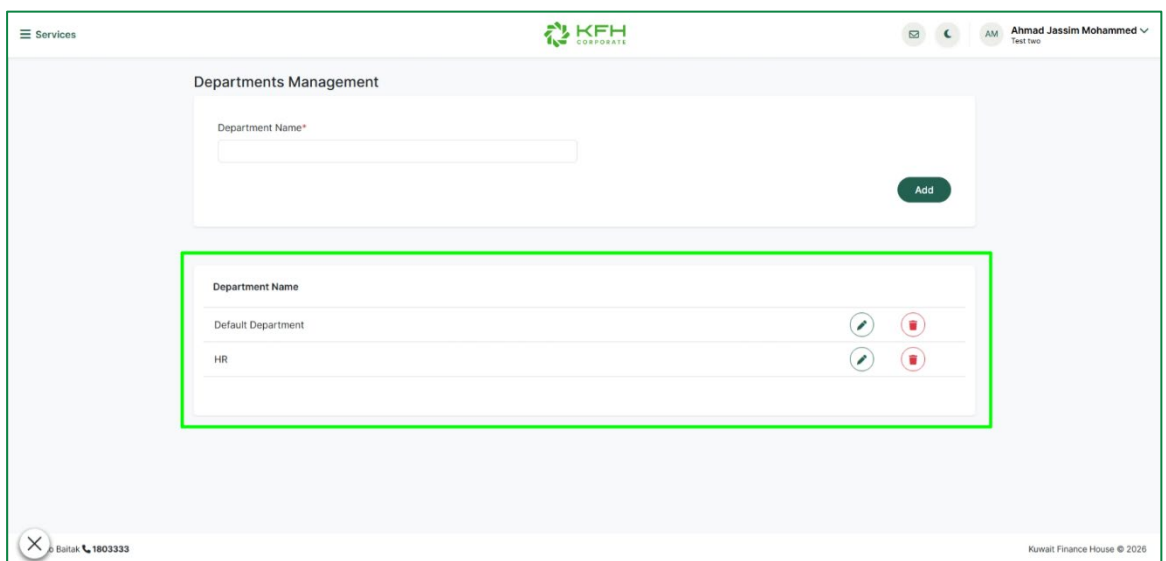 Services
KFH
CORPORATE
AM
Ahmad Jassim Mohammed
Test two
Departments Management
Department Name*
Add
Department Name
Default Department
HR
Baitak 1803333
Kuwait Finance House © 2026